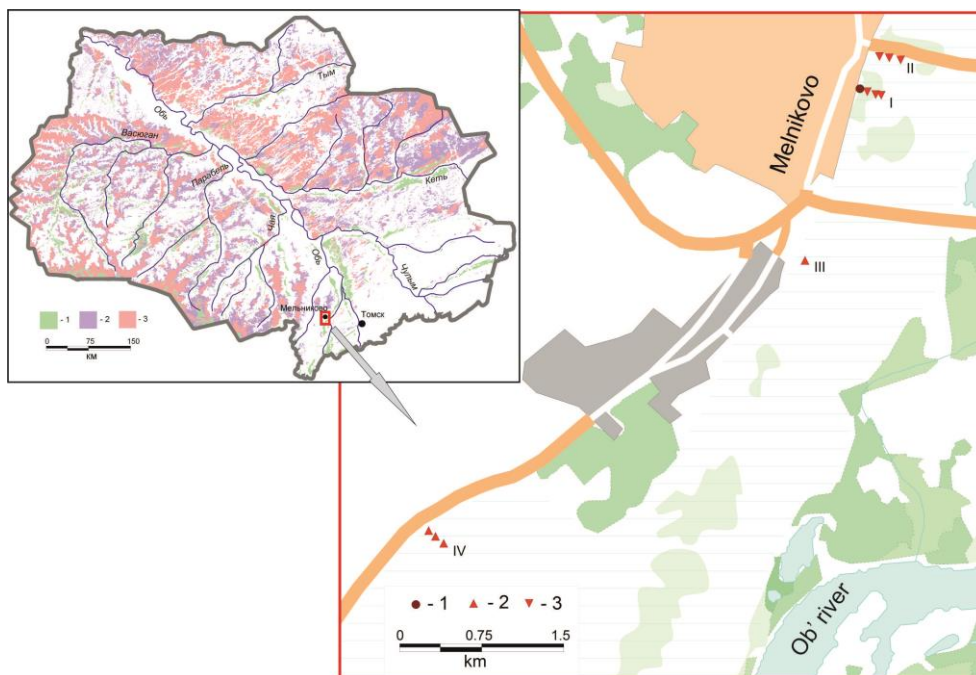 Тым
Обь
Васюган
Парабель
Кеть
Чая
Обь
Чулым
Мельниково
Томск
- 1 - 2 - 3
0 75 150
КМ
Melnikovo
II
I
III
IV
- 1 - 2 - 3
0 0.75 1.5
km
Ob' river